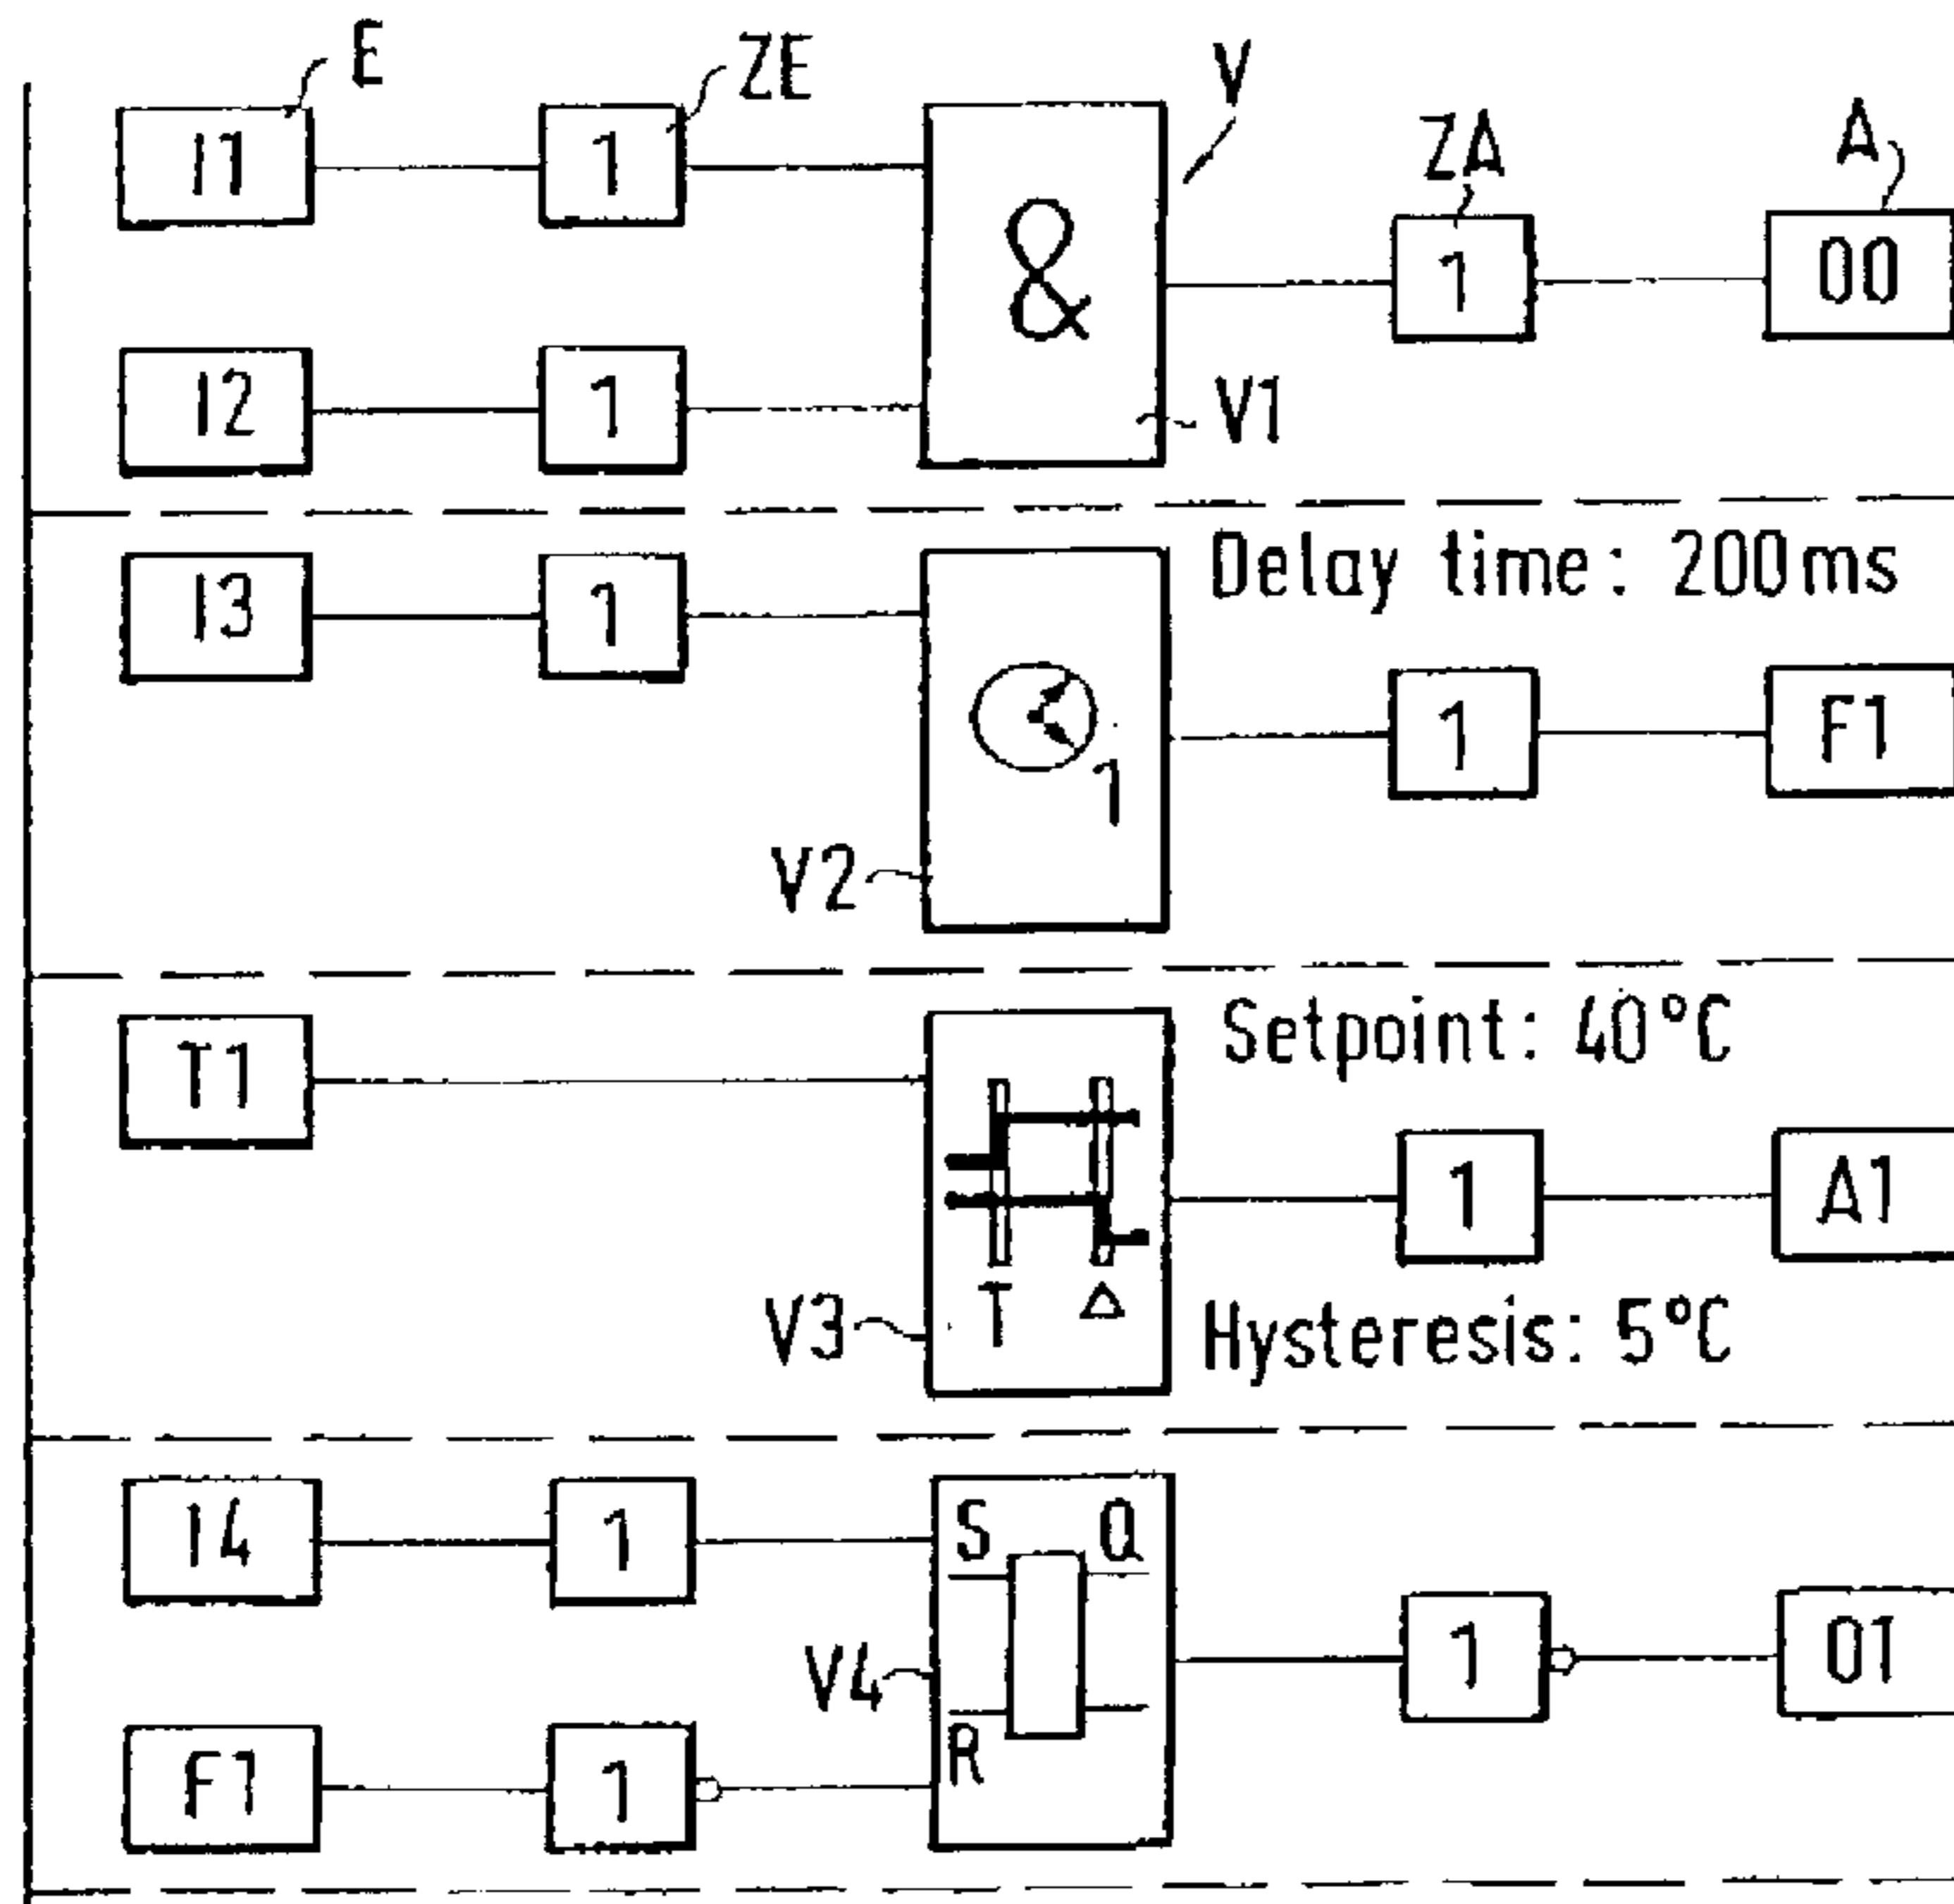 E
ZE
V
ZA
A
I1
1
&
1
00
I2
1
V1
Delay time: 200ms
I3
1
1
1
F1
V2
Setpoint: 40°C
T1
1
A1
V3
T Δ
Hysteresis: 5°C
I4
1
S Q
V4
1
01
F1
1
R